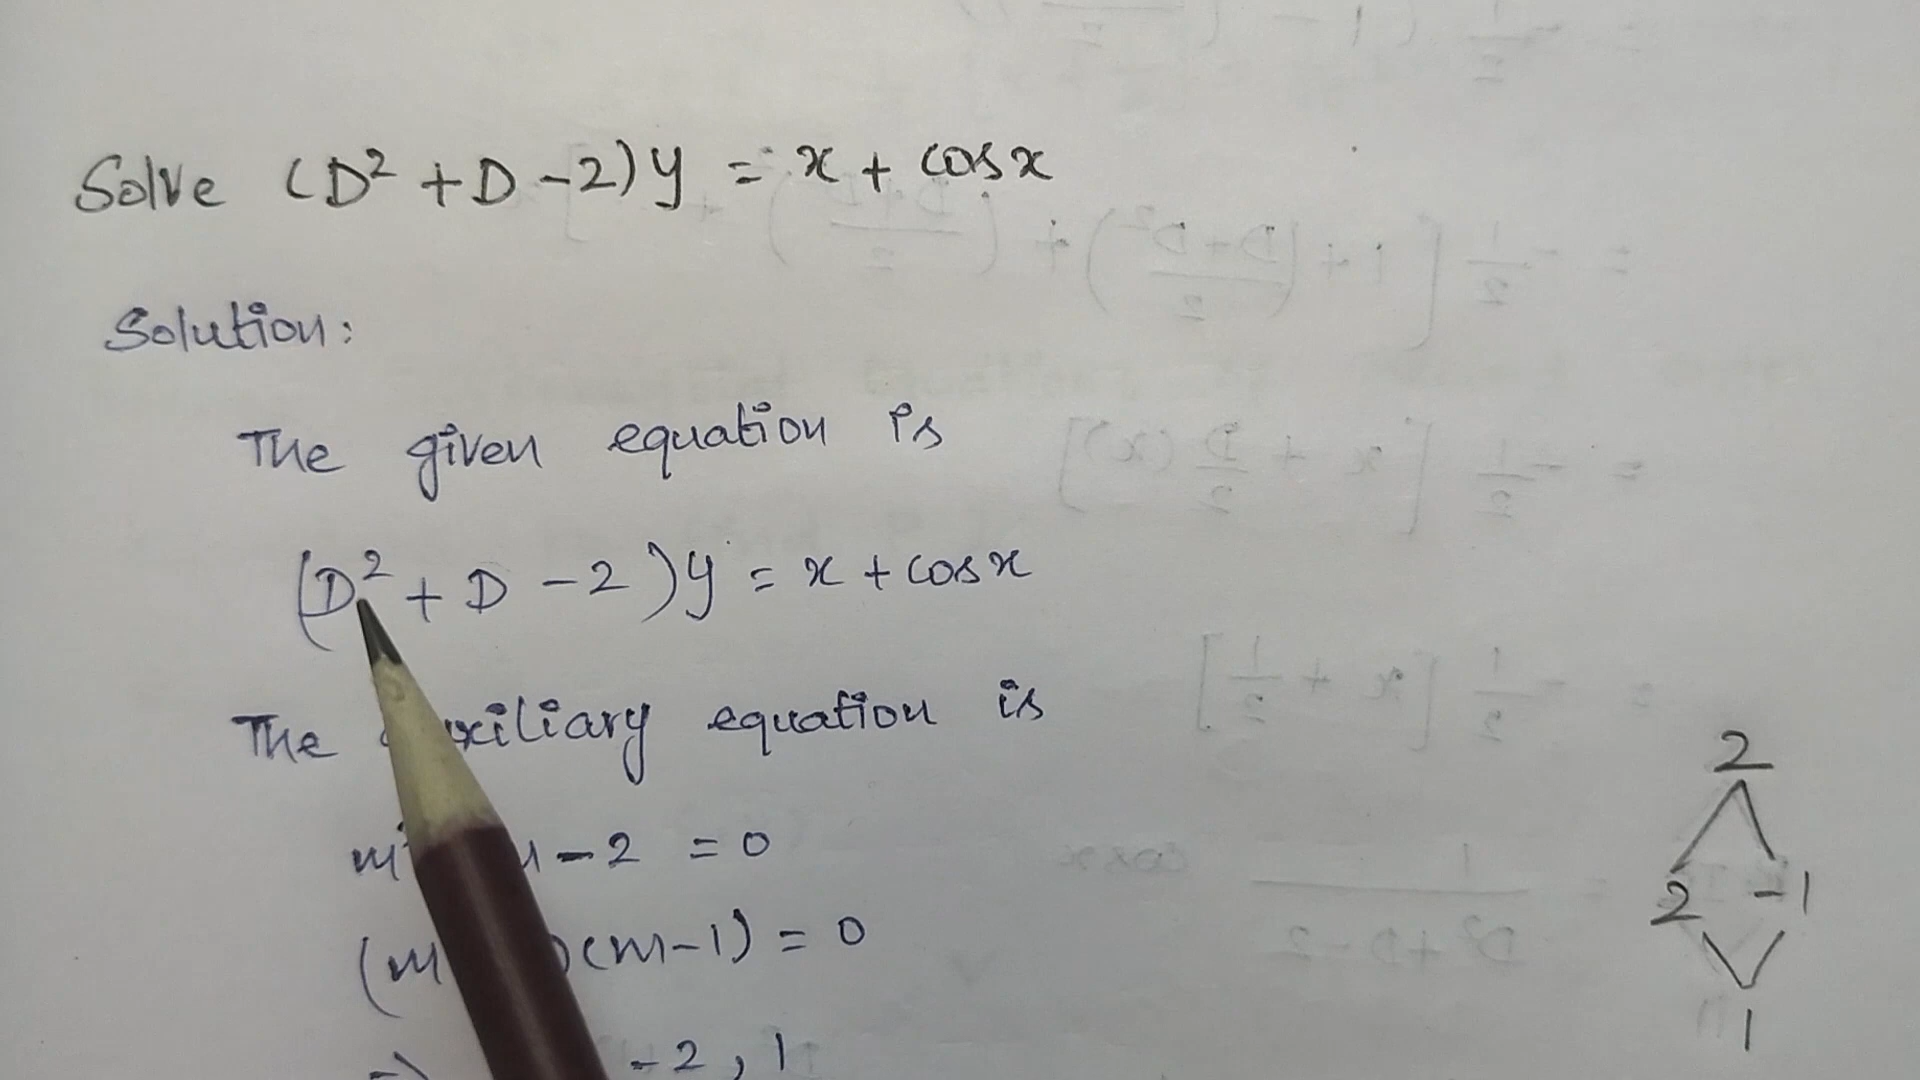 Solve (D² + D - 2) y = x + cos x
Solution:
The given equation is
(D² + D - 2) y = x + cos x
The equation is
- 2 = 0
(m - 1) = 0
- 2 , 1
2
2 -1
1